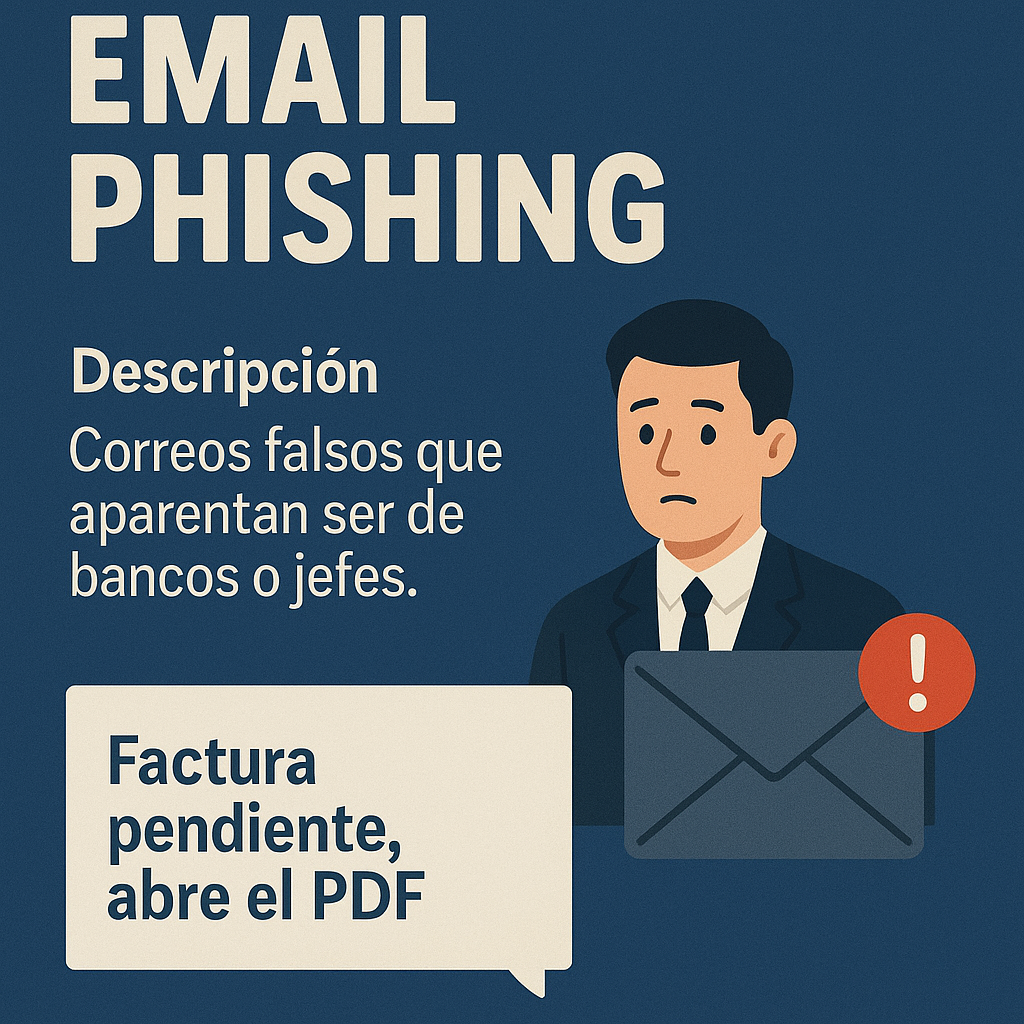 EMAIL
PHISHING
Descripción
Correos falsos que
aparentan ser de
bancos o jefes.
Factura
pendiente,
abre el PDF
!